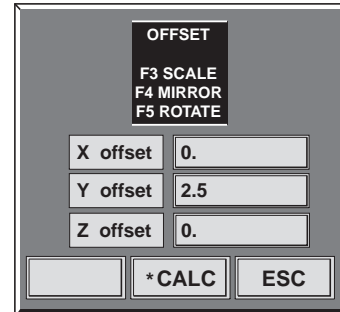 OFFSET
F3 SCALE
F4 MIRROR
F5 ROTATE
X offset 0.
Y offset 2.5
Z offset 0.
*CALC ESC